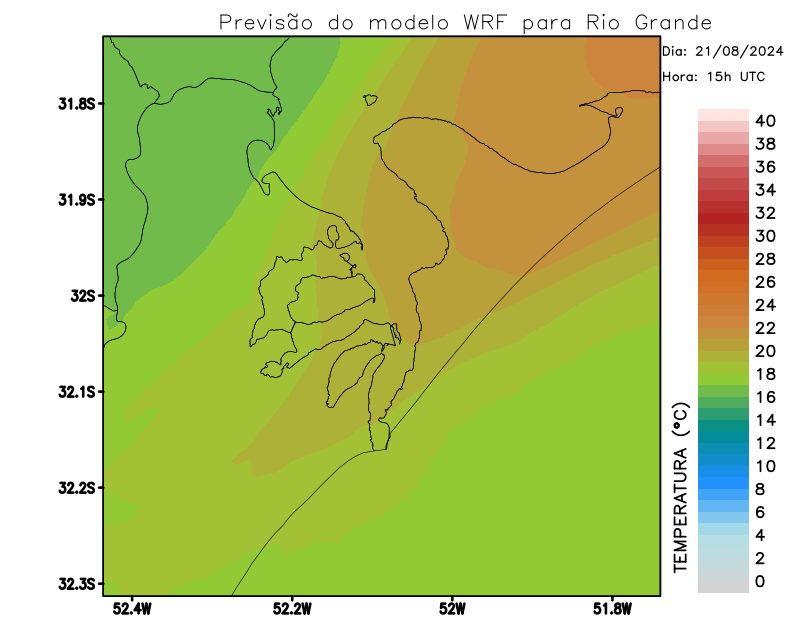 Previsão do modelo WRF para Rio Grande
Dia: 21/08/2024
Hora: 15h UTC
31.8S
31.9S
32S
32.1S
32.2S
32.3S
52.4W
52.2W
52W
51.8W
TEMPERATURA (°C)
40
38
36
34
32
30
28
26
24
22
20
18
16
14
12
10
8
6
4
2
0